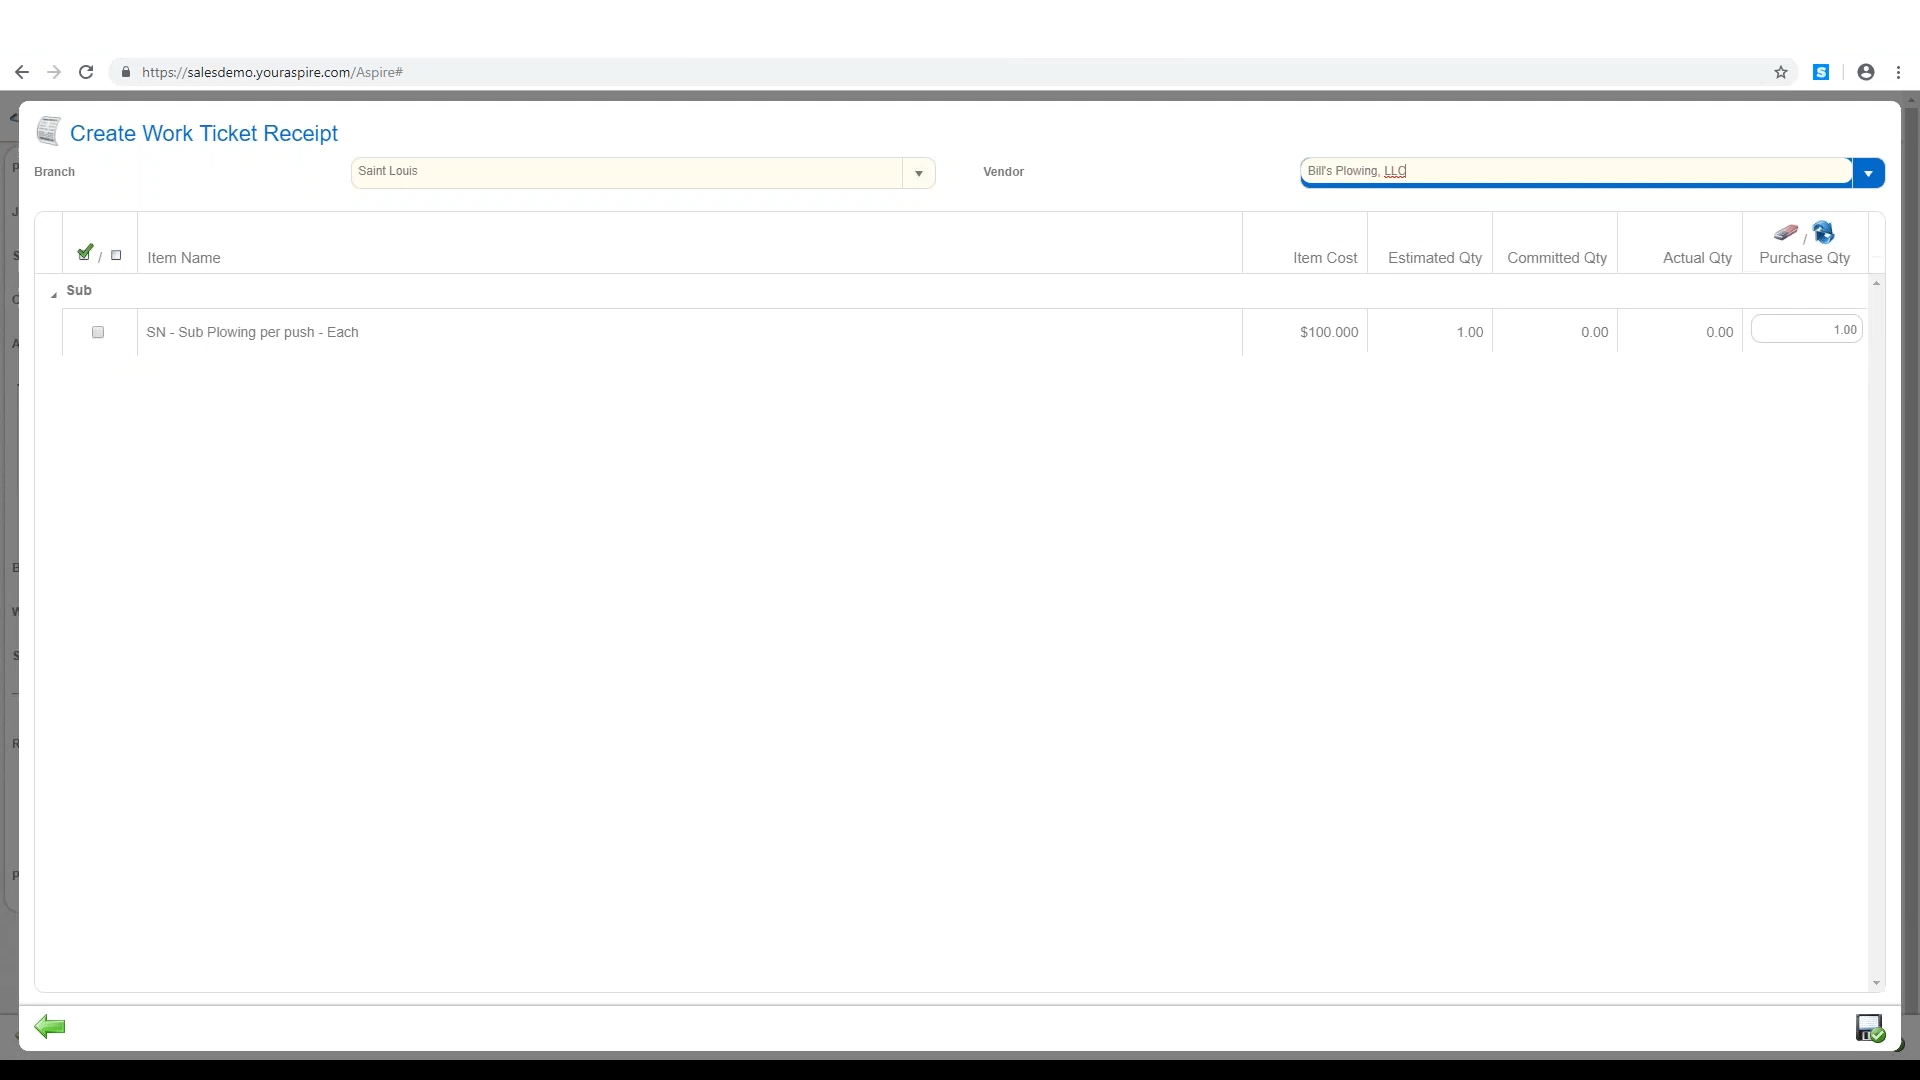 https://salesdemo.youraspire.com/Aspire#
S
Create Work Ticket Receipt
Branch
Saint Louis
Vendor
Bill's Plowing, LLC
/
Item Name
Item Cost
Estimated Qty
Committed Qty
Actual Qty
/
Purchase Qty
Sub
SN - Sub Plowing per push - Each
$100.000
1.00
0.00
0.00
1.00